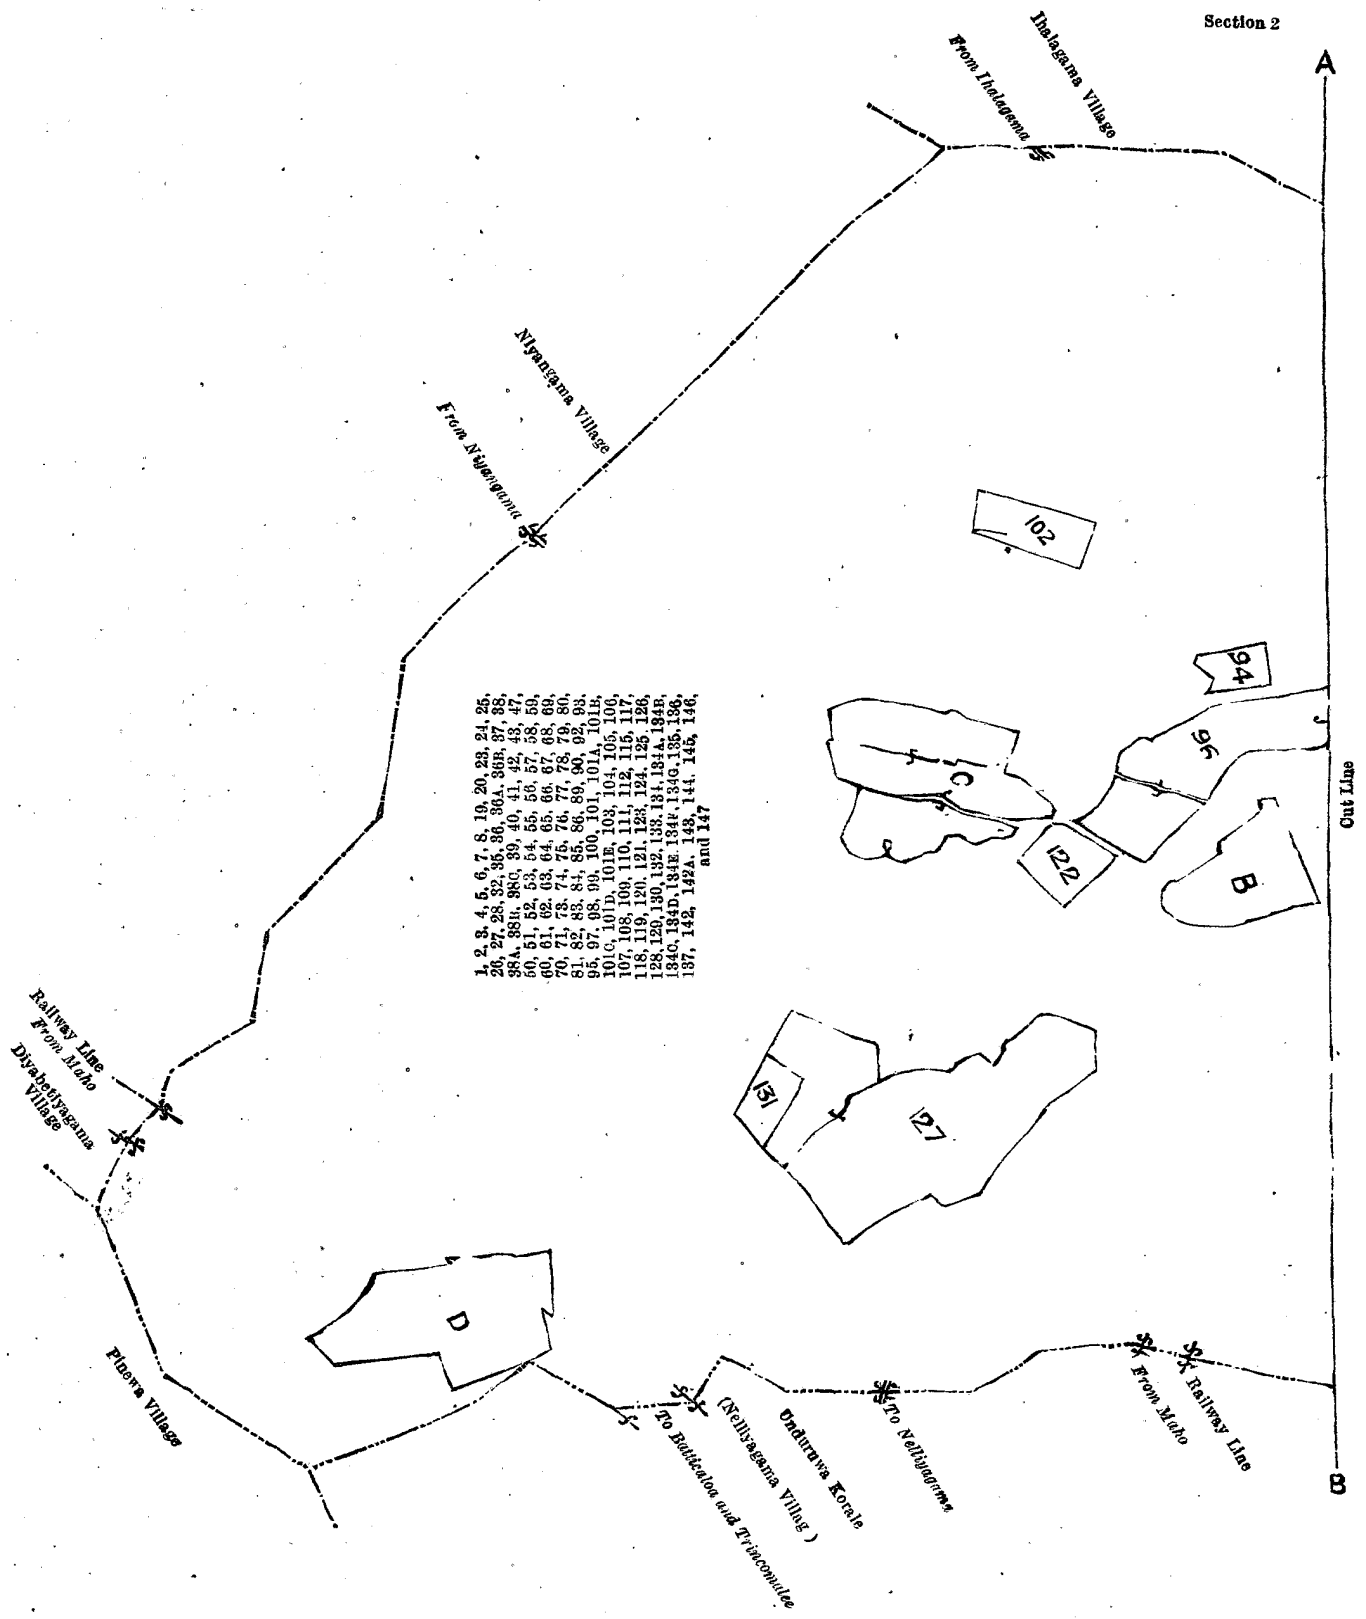 Section 2
A
Ihalagama Village
From Ihalagama
Niyangama Village
From Niyangama
102
94
96
C
122
B
Cut Line
1, 2, 3, 4, 5, 6, 7, 8, 19, 20, 23, 24, 25,
26, 27, 28, 32, 35, 36, 36A, 36B, 37, 38,
38A, 38B, 38C, 39, 40, 41, 42, 43, 47,
50, 51, 52, 53, 54, 55, 56, 57, 58, 59,
60, 61, 62, 63, 64, 65, 66, 67, 68, 69,
70, 71, 73, 74, 75, 76, 77, 78, 79, 80,
81, 82, 83, 84, 85, 86, 89, 90, 92, 93,
95, 97, 98, 99, 100, 101, 101A, 101B,
101C, 101D, 101E, 103, 104, 105, 106,
107, 108, 109, 110, 111, 112, 115, 117,
118, 119, 120, 121, 123, 124, 125, 126,
128, 129, 130, 132, 133, 134, 134A, 134B,
134C, 134D, 134E, 134F, 134G, 135, 136,
137, 142, 142A, 143, 144, 145, 146,
and 147
Railway Line
From Maho
Diyabetiyagama
Village
131
127
D
Pinewa Village
To Batticaloa and Trincomalee
(Nelliyagama Villag )
Unduruwa Korale
To Nelliyagama
From Maho
Railway Line
B